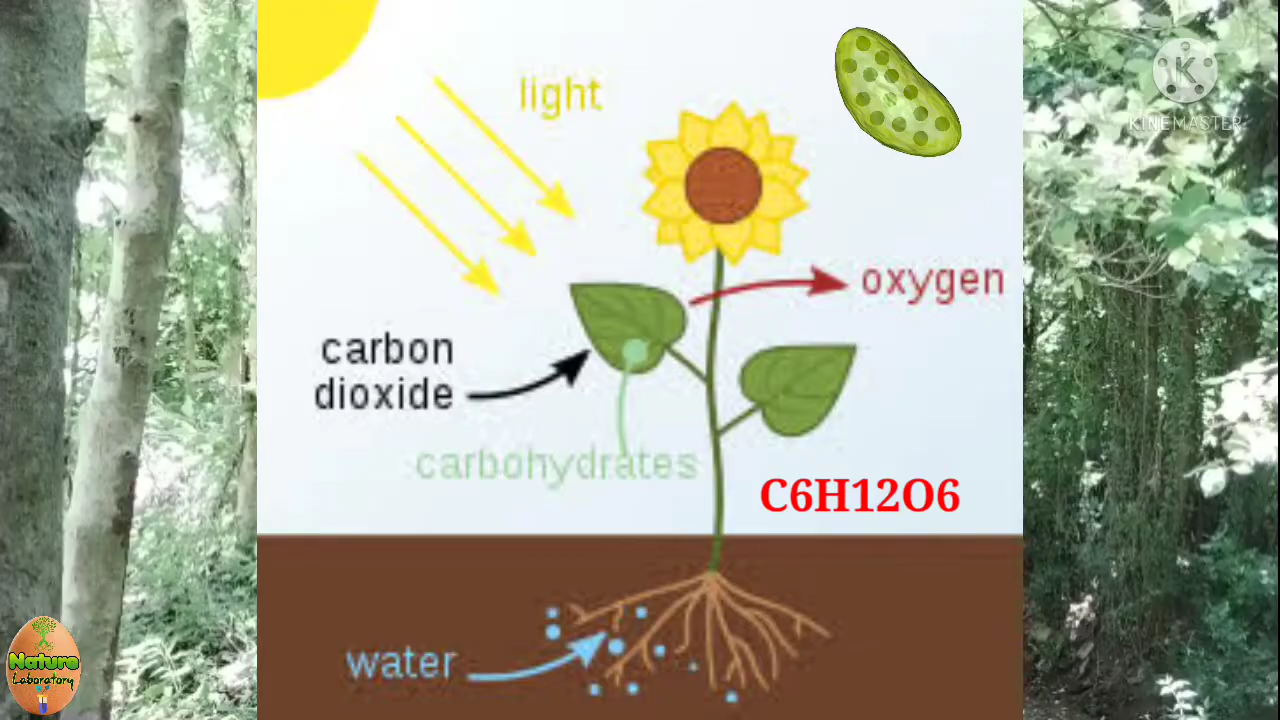 light
KINEMASTER
oxygen
carbon
dioxide
carbohydrates
C6H12O6
water
Nature
Laboratory